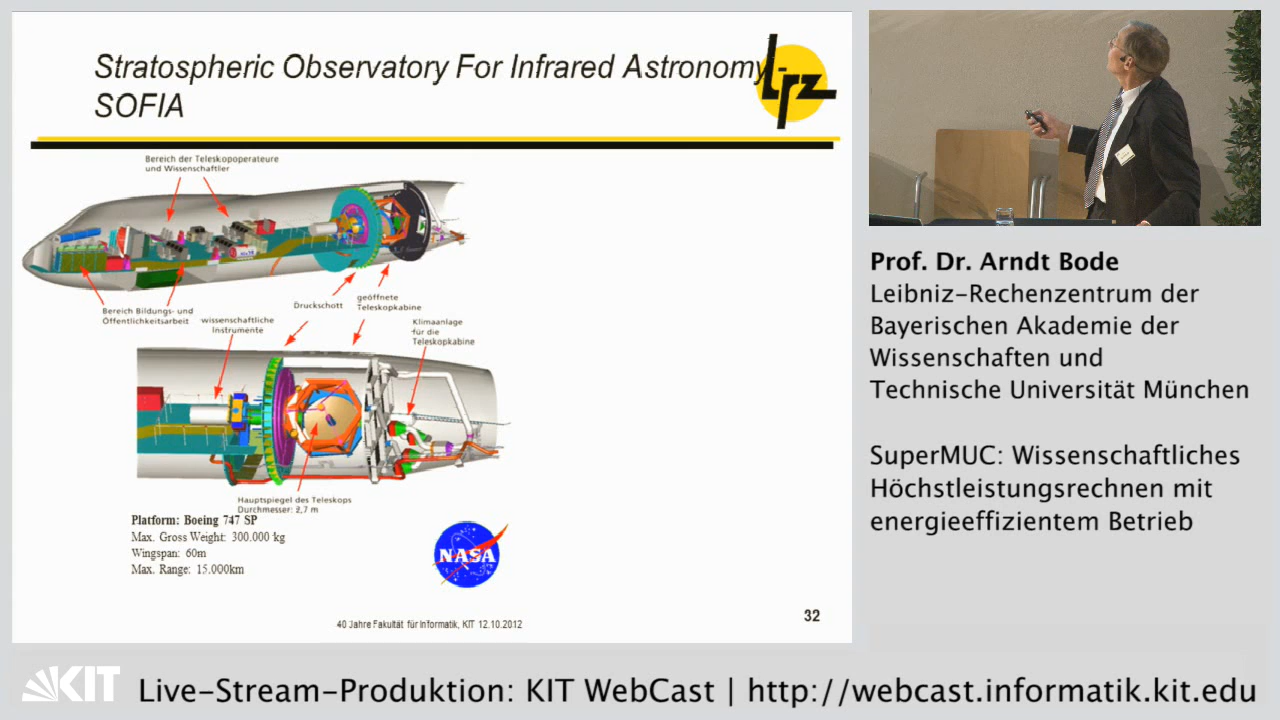 Stratospheric Observatory For Infrared Astronomy -
SOFIA
lrz
Bereich der Teleskopoperateure
und Wissenschaftler
Bereich Bildungs- und
Öffentlichkeitsarbeit
wissenschaftliche
Instrumente
Druckschott
geöffnete
Teleskopkabine
Klimaanlage
für die
Teleskopkabine
Hauptspiegel des Teleskops
Durchmesser: 2,7 m
Platform: Boeing 747 SP
Max. Gross Weight: 300.000 kg
Wingspan: 60m
Max. Range: 15.000km
NASA
32
40 Jahre Fakultät für Informatik, KIT 12.10.2012
Prof. Dr. Arndt Bode
Leibniz-Rechenzentrum der
Bayerischen Akademie der
Wissenschaften und
Technische Universität München
SuperMUC: Wissenschaftliches
Höchstleistungsrechnen mit
energieeffizientem Betrieb
KIT
Live-Stream-Produktion: KIT WebCast | http://webcast.informatik.kit.edu